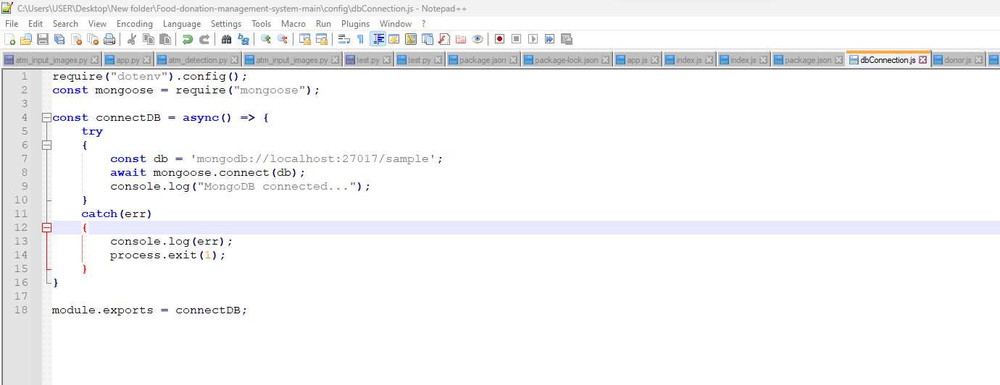 C:\Users\USER\Desktop\New folder\Food-donation-management-system-main\config\dbConnection.js - Notepad++
File Edit Search View Encoding Language Settings Tools Macro Run Plugins Window ?
atm_input_images.py app.py atm_detection.py atm_input_images.py test.py test.py package.json package-lock.json app.js index.js index.js package.json dbConnection.js donor.js
1 require("dotenv").config();
2 const mongoose = require("mongoose");
3
4 const connectDB = async() => {
5 try
6 {
7 const db = 'mongodb://localhost:27017/sample';
8 await mongoose.connect(db);
9 console.log("MongoDB connected...");
10 }
11 catch(err)
12 {
13 console.log(err);
14 process.exit(1);
15 }
16 }
17
18 module.exports = connectDB;